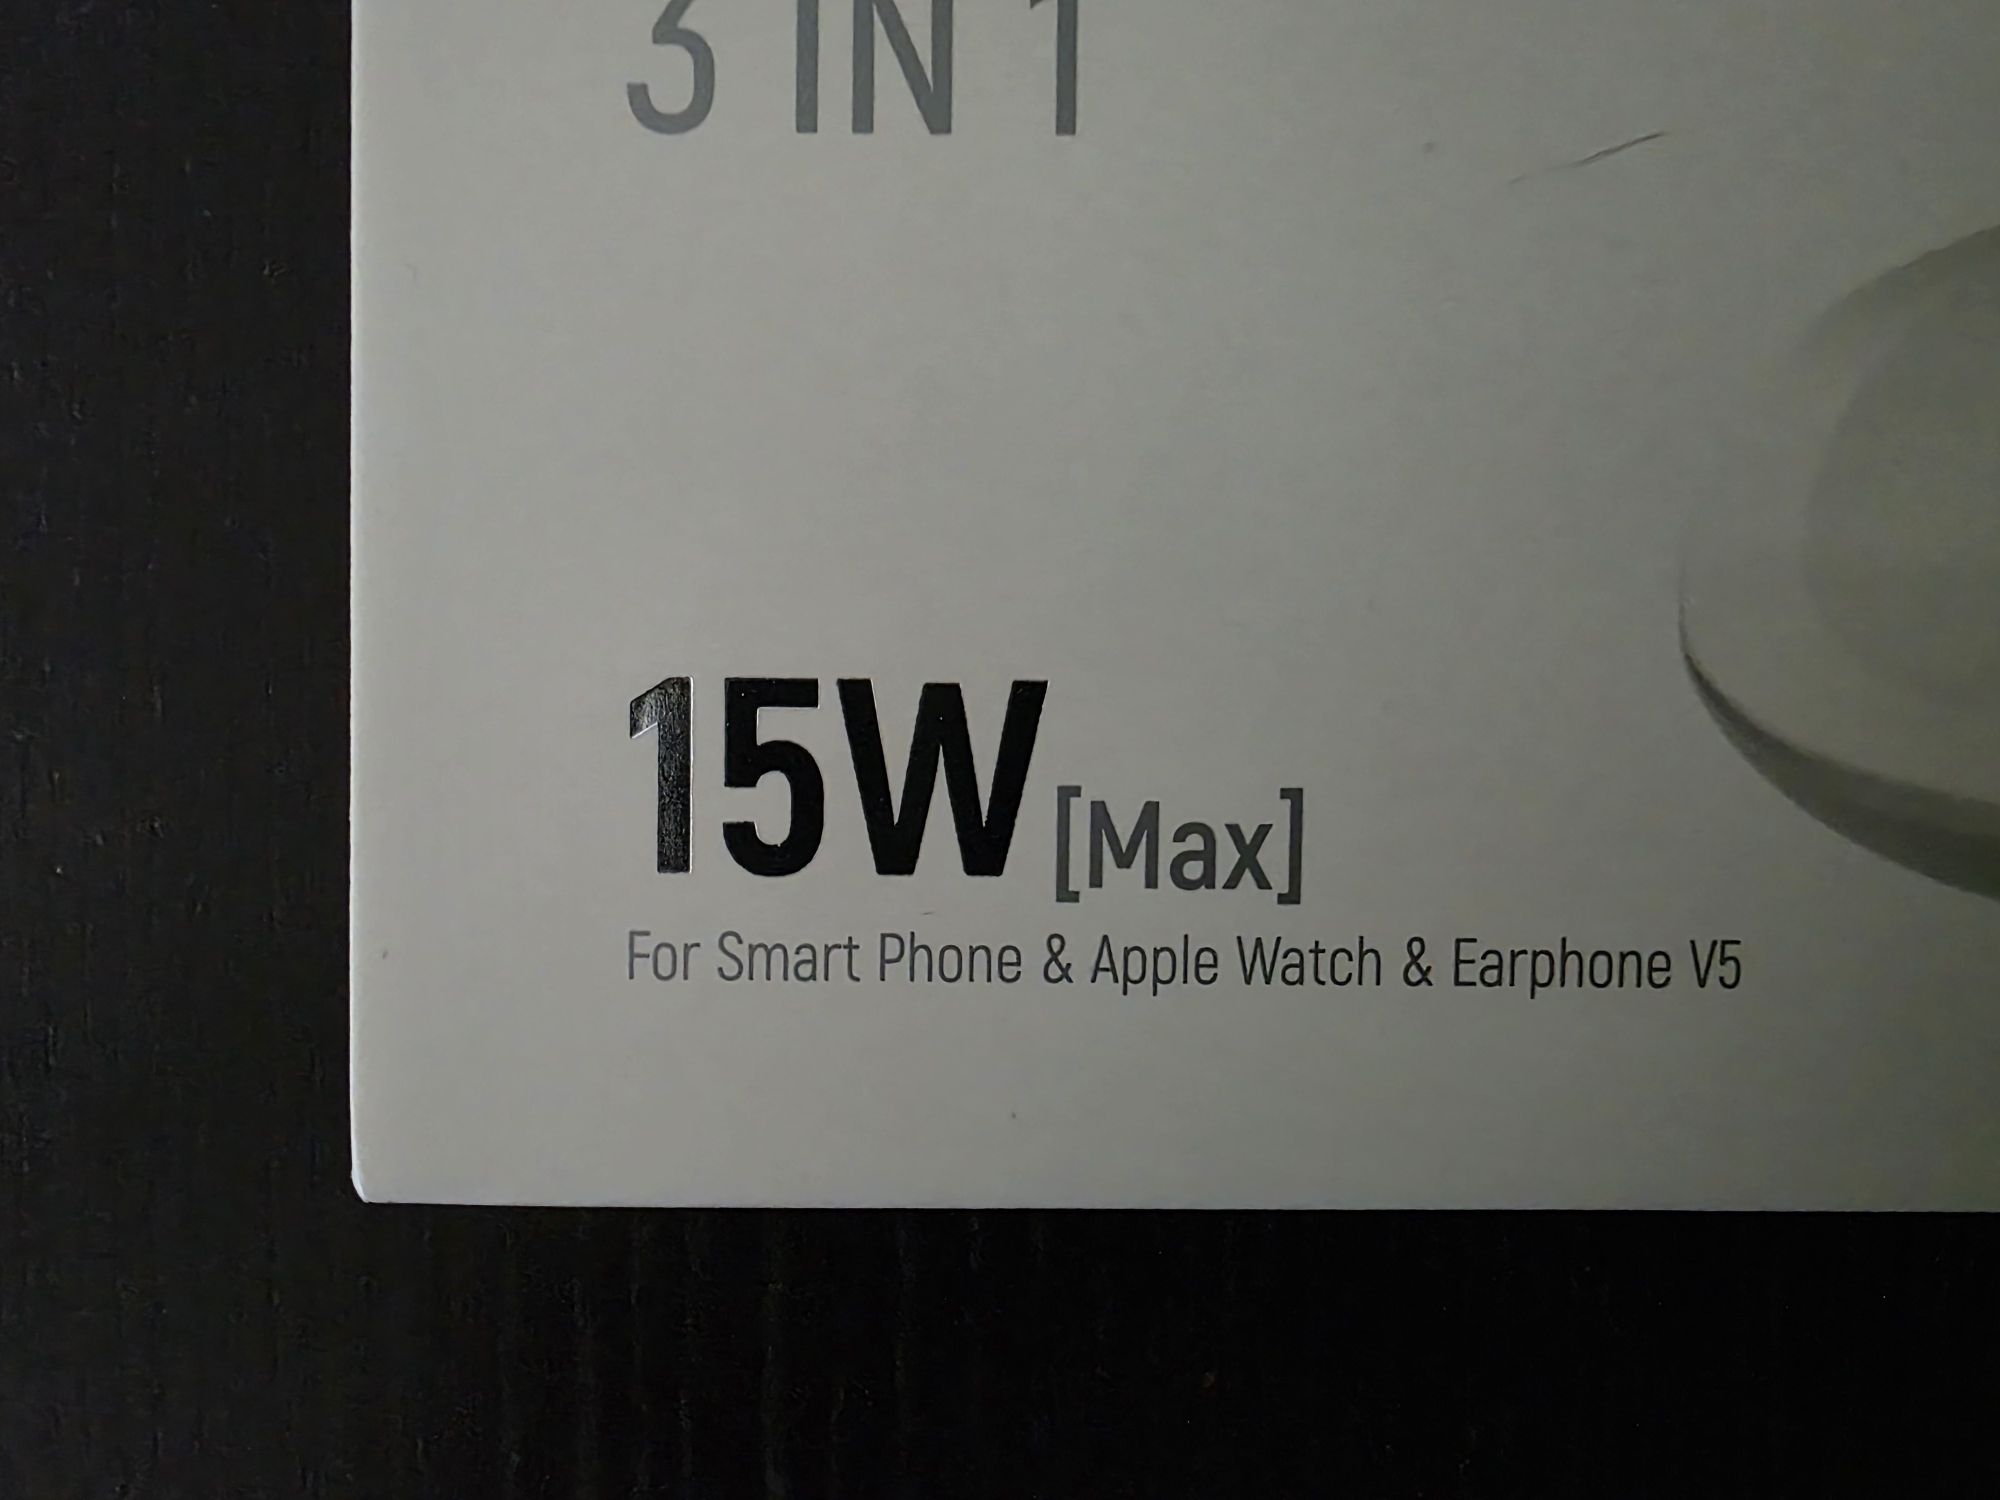 3 IN 1
15W [Max]
For Smart Phone & Apple Watch & Earphone V5